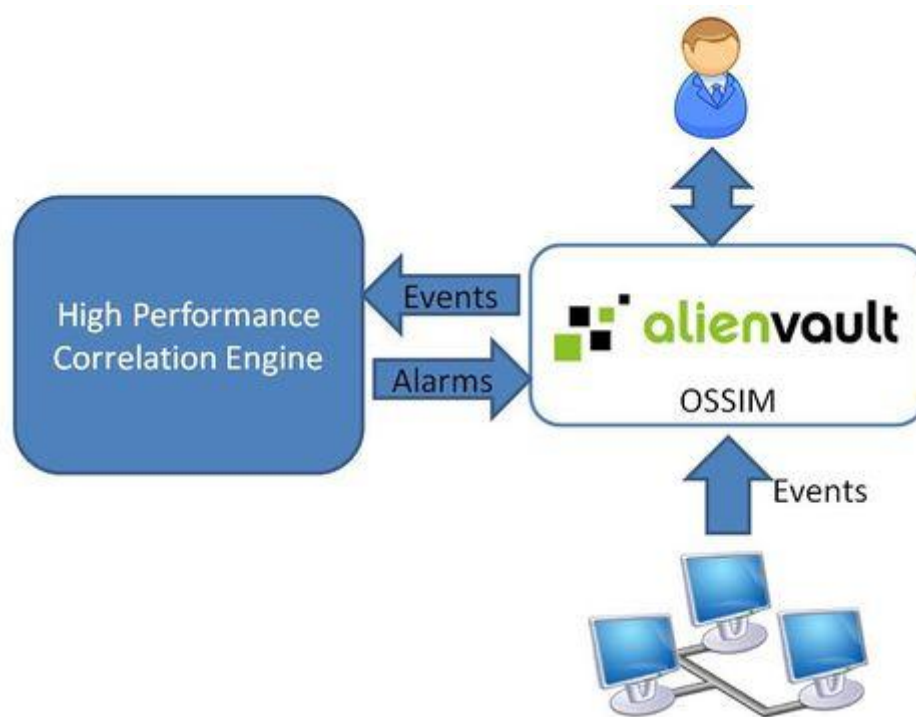 High Performance
Correlation Engine
Events
Alarms
alienvault
OSSIM
Events